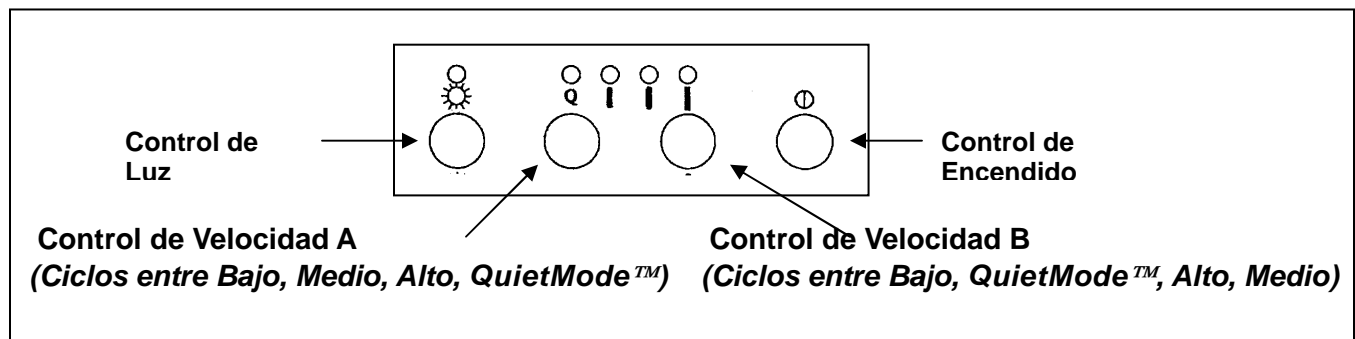 Q
Control de
Luz
Control de
Encendido
Control de Velocidad A
(Ciclos entre Bajo, Medio, Alto, QuietMode™)
Control de Velocidad B
(Ciclos entre Bajo, QuietMode™, Alto, Medio)